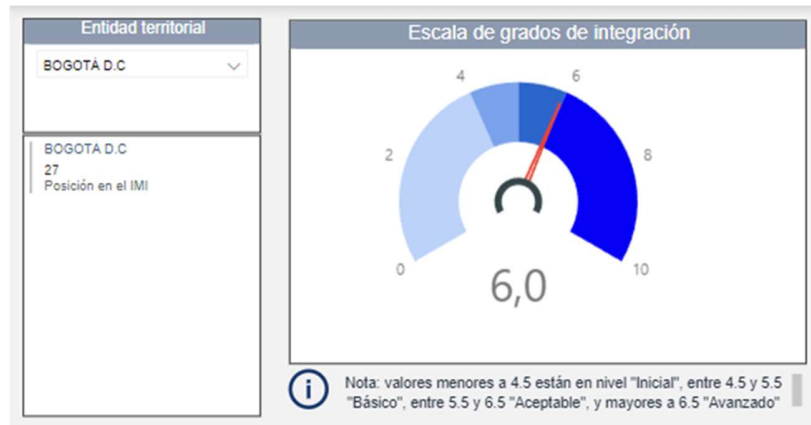 Entidad territorial
BOGOTÁ D.C
BOGOTA D.C
27
Posición en el IMI
Escala de grados de integración
0
2
4
6
8
10
6,0
Nota: valores menores a 4.5 están en nivel "Inicial", entre 4.5 y 5.5
"Básico", entre 5.5 y 6.5 "Aceptable", y mayores a 6.5 "Avanzado"